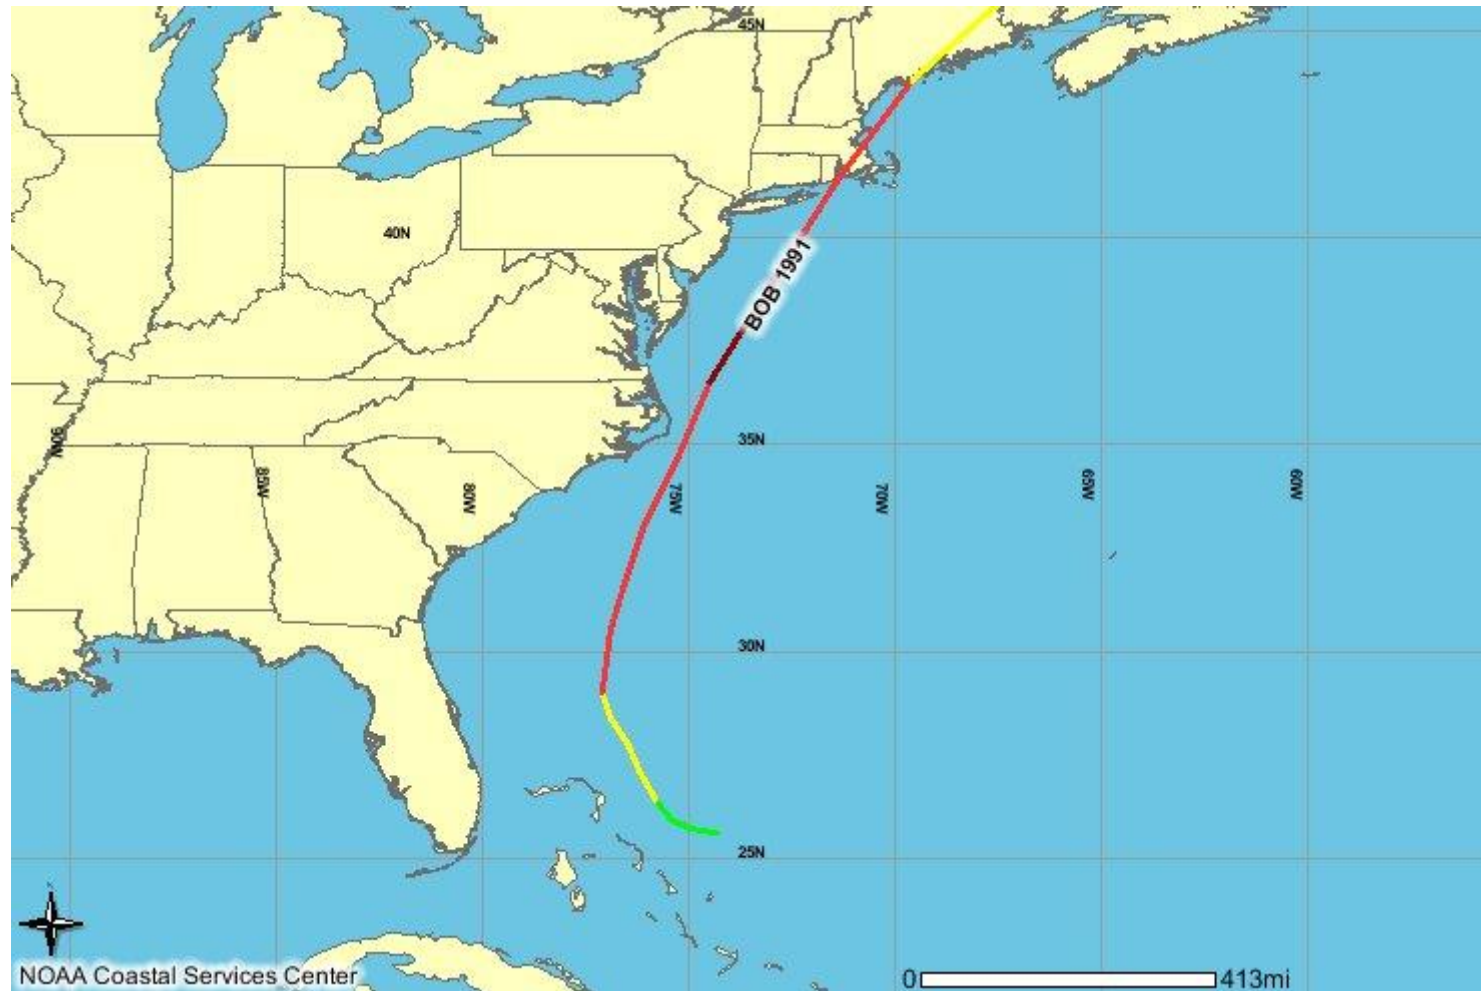 45N
40N
BOB 1991
35N
90W
85W
80W
75W
70W
65W
60W
30N
25N
NOAA Coastal Services Center
0 413mi